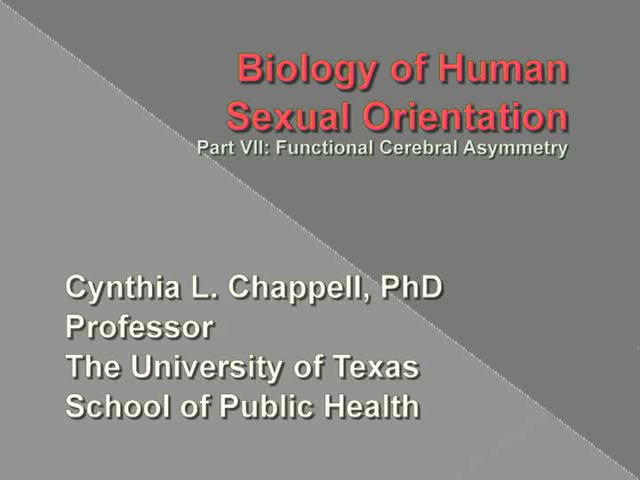 Biology of Human
Sexual Orientation
Part VII: Functional Cerebral Asymmetry
Cynthia L. Chappell, PhD
Professor
The University of Texas
School of Public Health